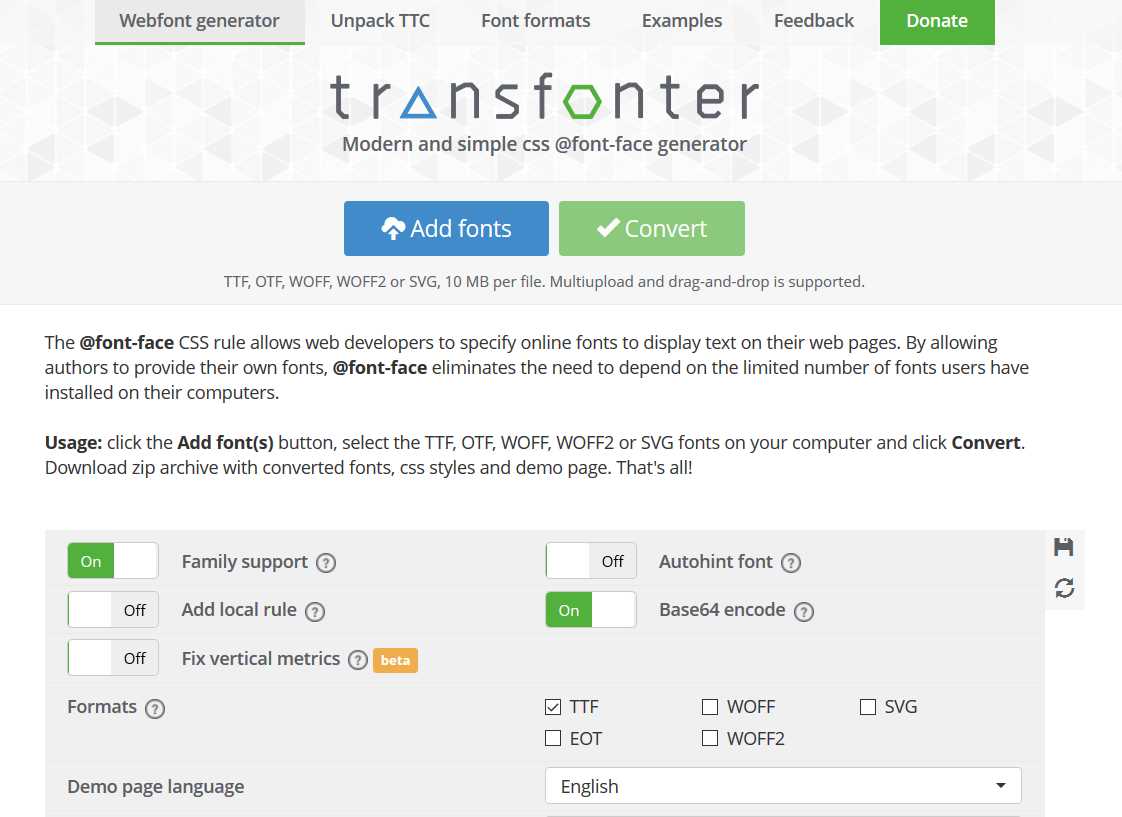 Webfont generator Unpack TTC Font formats Examples Feedback Donate
transfonter
Modern and simple css @font-face generator
Add fonts Convert
TTF, OTF, WOFF, WOFF2 or SVG, 10 MB per file. Multiupload and drag-and-drop is supported.
The @font-face CSS rule allows web developers to specify online fonts to display text on their web pages. By allowing
authors to provide their own fonts, @font-face eliminates the need to depend on the limited number of fonts users have
installed on their computers.
Usage: click the Add font(s) button, select the TTF, OTF, WOFF, WOFF2 or SVG fonts on your computer and click Convert.
Download zip archive with converted fonts, css styles and demo page. That's all!
On Family support ? Off Autohint font ?
Off Add local rule ? On Base64 encode ?
Off Fix vertical metrics ? beta
Formats ? TTF WOFF SVG
EOT WOFF2
Demo page language English